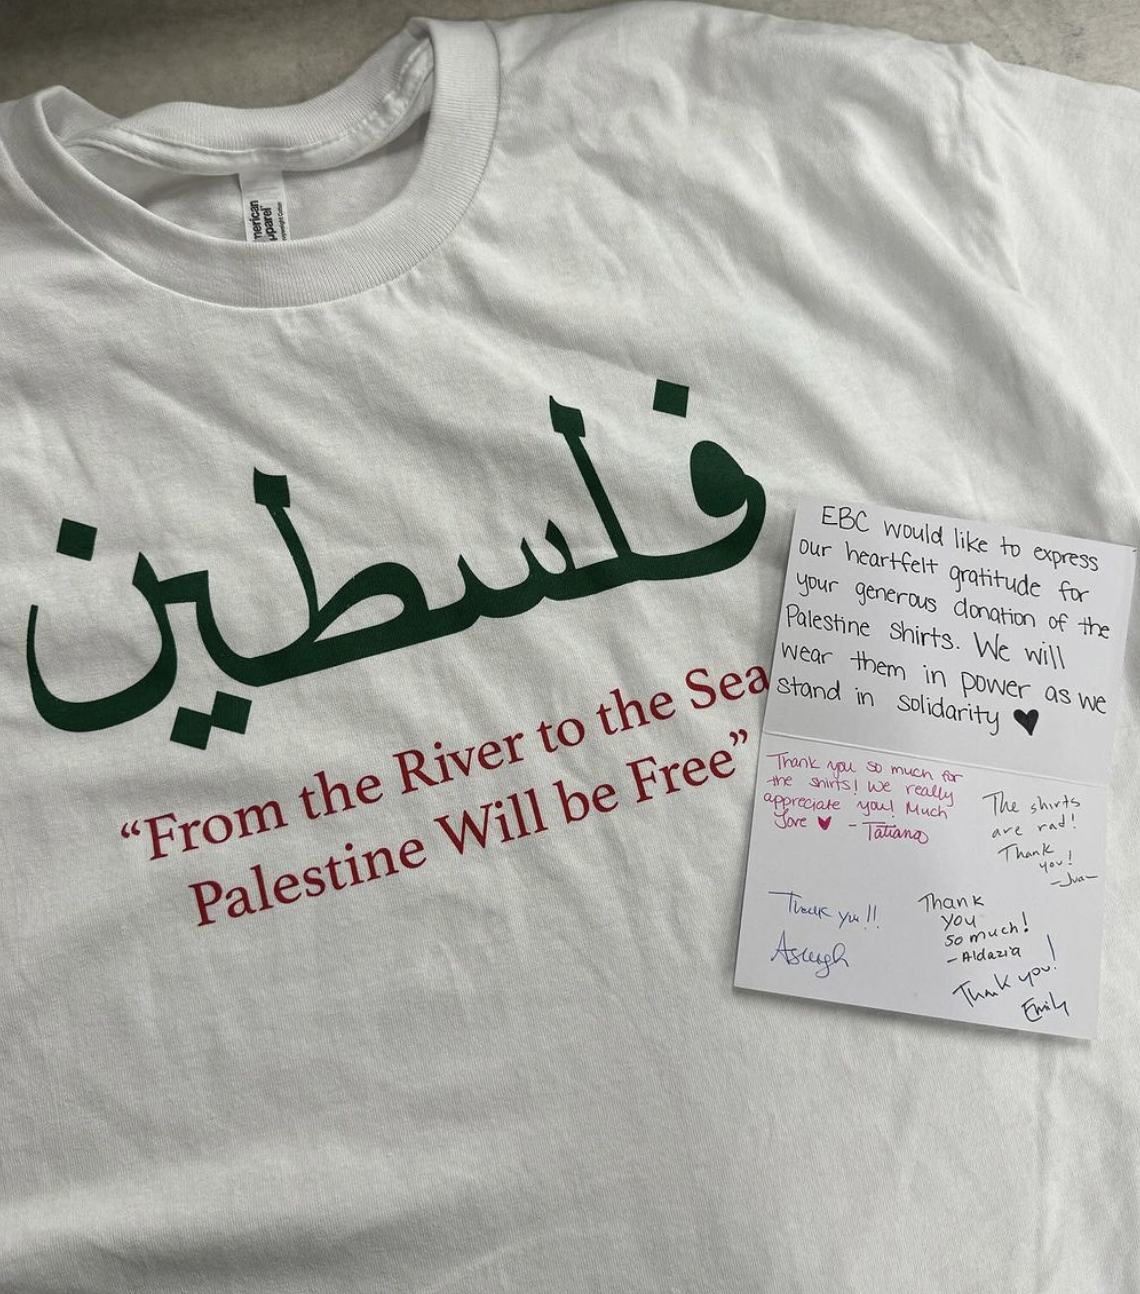 merican
pparel
فلسطين
“From the River to the Sea
Palestine Will be Free”
EBC would like to express
our heartfelt gratitude for
your generous donation of the
Palestine shirts. We will
wear them in power as we
stand in solidarity ♥
Thank you so much for
the shirts! We really
appreciate you! Much
Love ♥ - Tatiana
The shirts
are rad!
Thank
you!
Thank you!!
Thank
you
so much!
- Aldazia
Thank you!
Emily